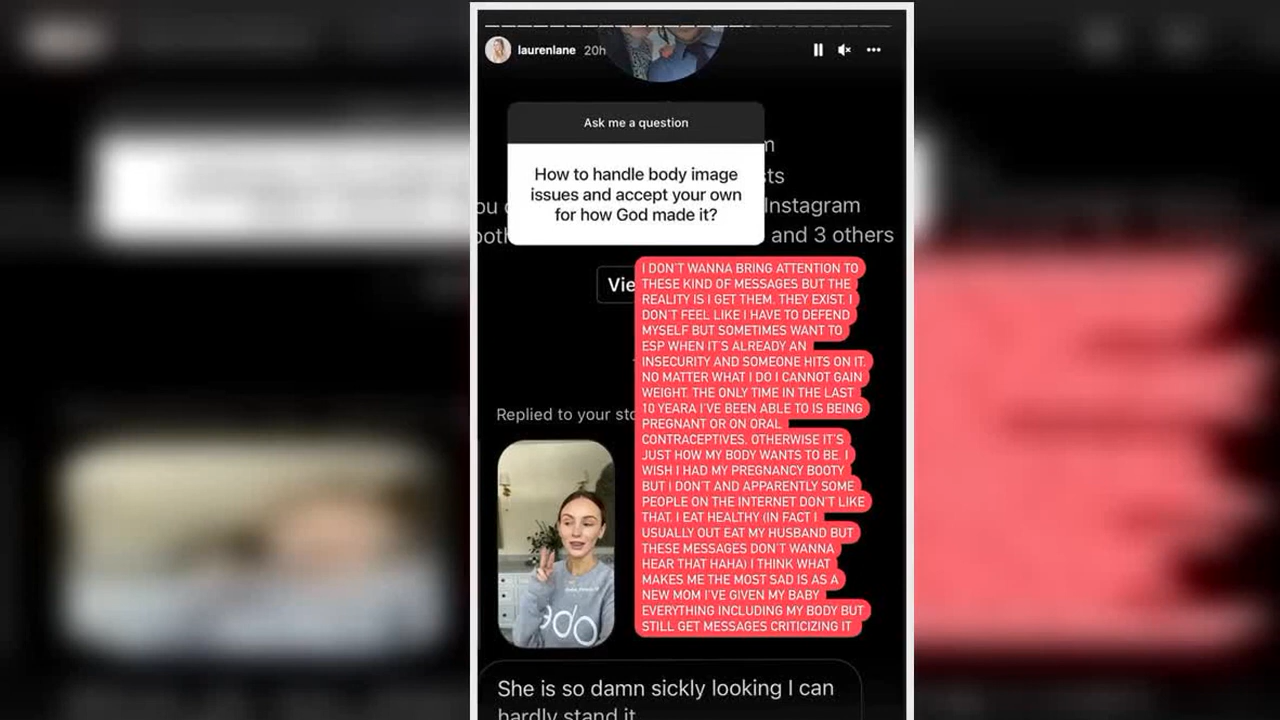 laurenlane 20h
Ask me a question
How to handle body image
issues and accept your own
for how God made it?
Instagram
and 3 others
I DON'T WANNA BRING ATTENTION TO
THESE KIND OF MESSAGES BUT THE
REALITY IS I GET THEM. THEY EXIST. I
DON'T FEEL LIKE I HAVE TO DEFEND
MYSELF BUT SOMETIMES WANT TO
ESP WHEN IT'S ALREADY AN
INSECURITY AND SOMEONE HITS ON IT.
NO MATTER WHAT I DO I CANNOT GAIN
WEIGHT. THE ONLY TIME IN THE LAST
10 YEARA I'VE BEEN ABLE TO IS BEING
PREGNANT OR ON ORAL
CONTRACEPTIVES. OTHERWISE IT'S
JUST HOW MY BODY WANTS TO BE. I
WISH I HAD MY PREGNANCY BOOTY
BUT I DON'T AND APPARENTLY SOME
PEOPLE ON THE INTERNET DON'T LIKE
THAT. I EAT HEALTHY (IN FACT I
USUALLY OUT EAT MY HUSBAND BUT
THESE MESSAGES DON'T WANNA
HEAR THAT HAHA) I THINK WHAT
MAKES ME THE MOST SAD IS AS A
NEW MOM I'VE GIVEN MY BABY
EVERYTHING INCLUDING MY BODY BUT
STILL GET MESSAGES CRITICIZING IT
Replied to your
She is so damn sickly looking I can
hardly stand it